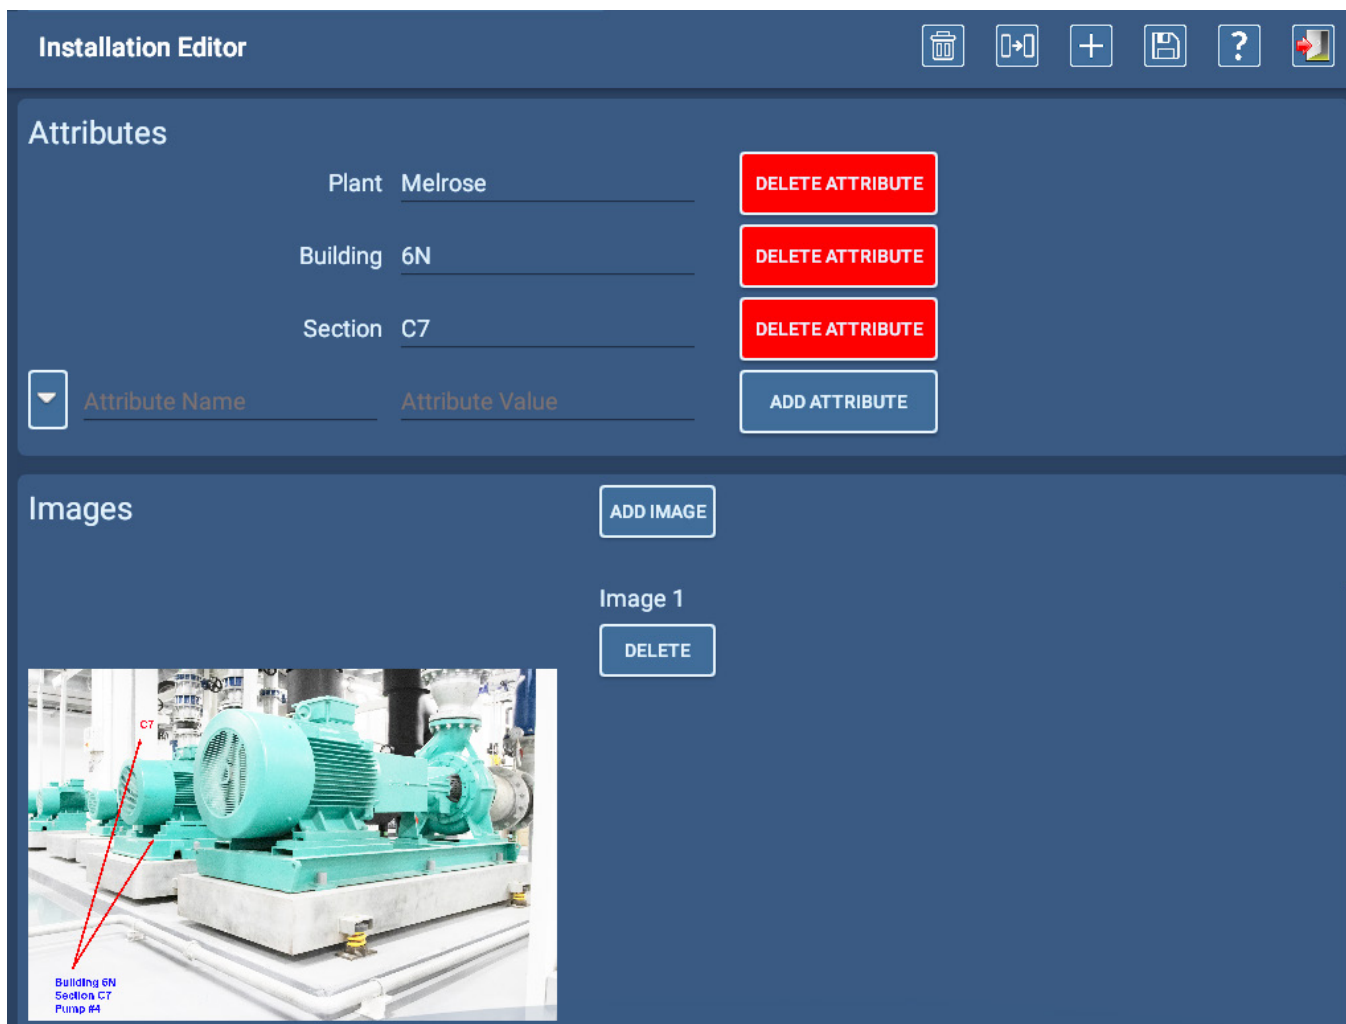 Installation Editor
?
Attributes
Plant Melrose DELETE ATTRIBUTE
Building 6N DELETE ATTRIBUTE
Section C7 DELETE ATTRIBUTE
Attribute Name Attribute Value ADD ATTRIBUTE
Images ADD IMAGE
Image 1
DELETE
C7
Building 6N
Section C7
Pump #4